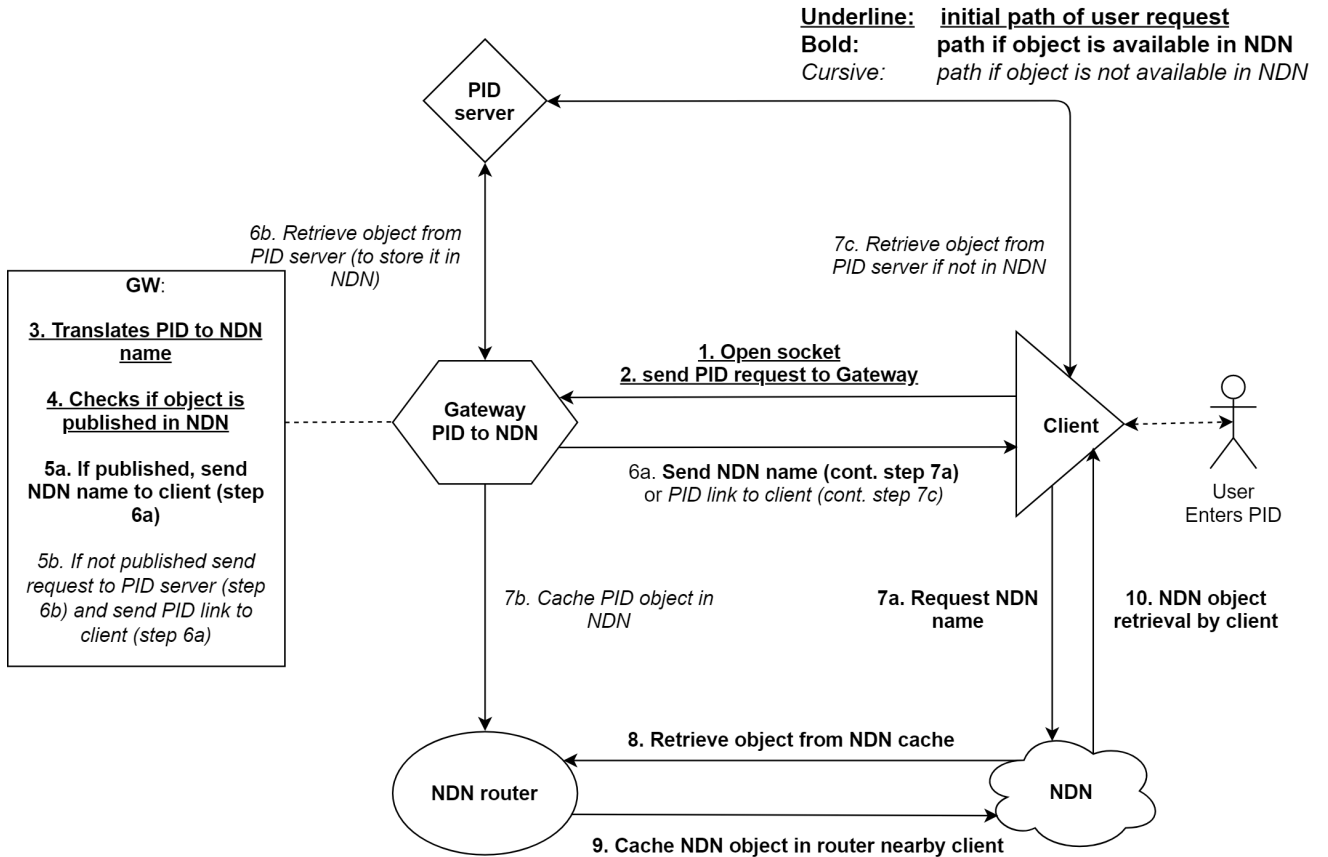 Underline: initial path of user request
Bold: path if object is available in NDN
Cursive: path if object is not available in NDN
PID
server
6b. Retrieve object from
PID server (to store it in
NDN)
7c. Retrieve object from
PID server if not in NDN
GW:
3. Translates PID to NDN
name
4. Checks if object is
published in NDN
5a. If published, send
NDN name to client (step
6a)
5b. If not published send
request to PID server (step
6b) and send PID link to
client (step 6a)
Gateway
PID to NDN
1. Open socket
2. send PID request to Gateway
6a. Send NDN name (cont. step 7a)
or PID link to client (cont. step 7c)
Client
User
Enters PID
7b. Cache PID object in
NDN
7a. Request NDN
name
10. NDN object
retrieval by client
8. Retrieve object from NDN cache
NDN router
NDN
9. Cache NDN object in router nearby client